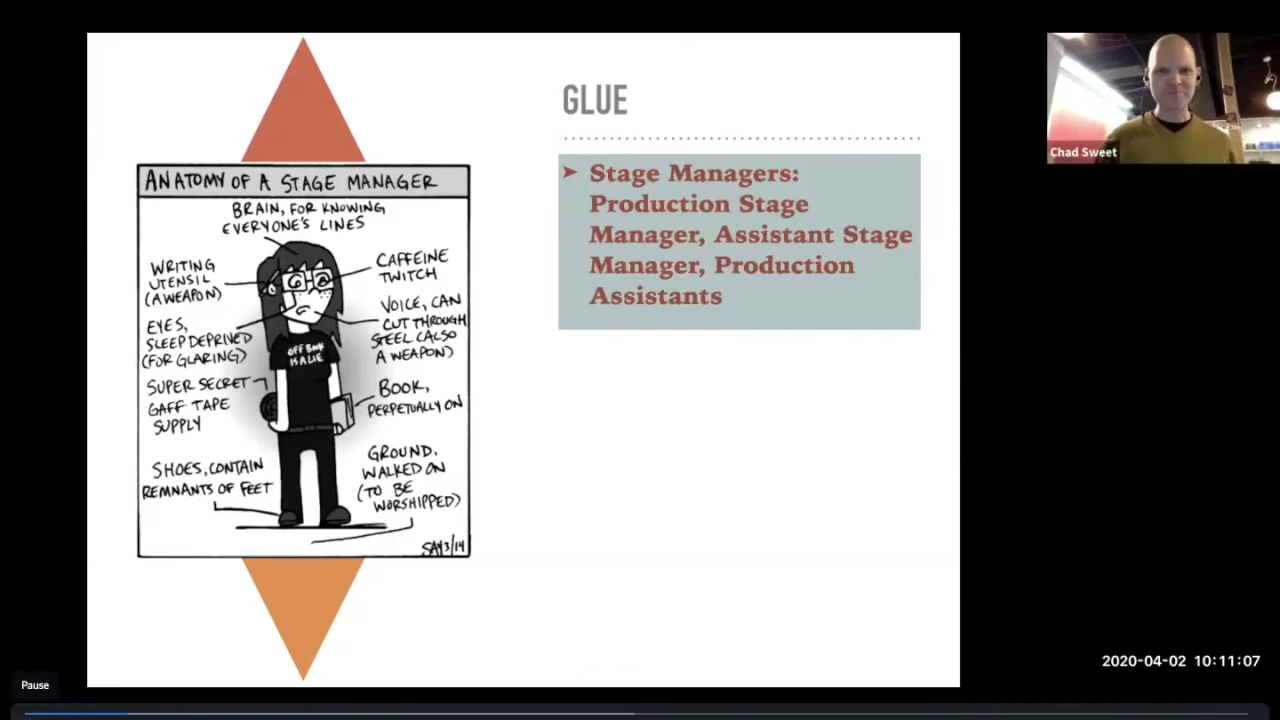 GLUE
➤ Stage Managers:
Production Stage
Manager, Assistant Stage
Manager, Production
Assistants
ANATOMY OF A STAGE MANAGER
BRAIN, FOR KNOWING
EVERYONE'S LINES
WRITING
UTENSIL
(A WEAPON)
CAFFEINE
TWITCH
EYES,
SLEEP DEPRIVED
(FOR GLARING)
VOICE, CAN
CUT THROUGH
STEEL (ALSO
A WEAPON)
OFF BOOK
IS A LIE
SUPER SECRET
GAFF TAPE
SUPPLY
BOOK,
PERPETUALLY ON
SHOES, CONTAIN
REMNANTS OF FEET
GROUND,
WALKED ON
(TO BE
WORSHIPPED)
SAY 3/14
Chad Sweet
2020-04-02 10:11:07
Pause